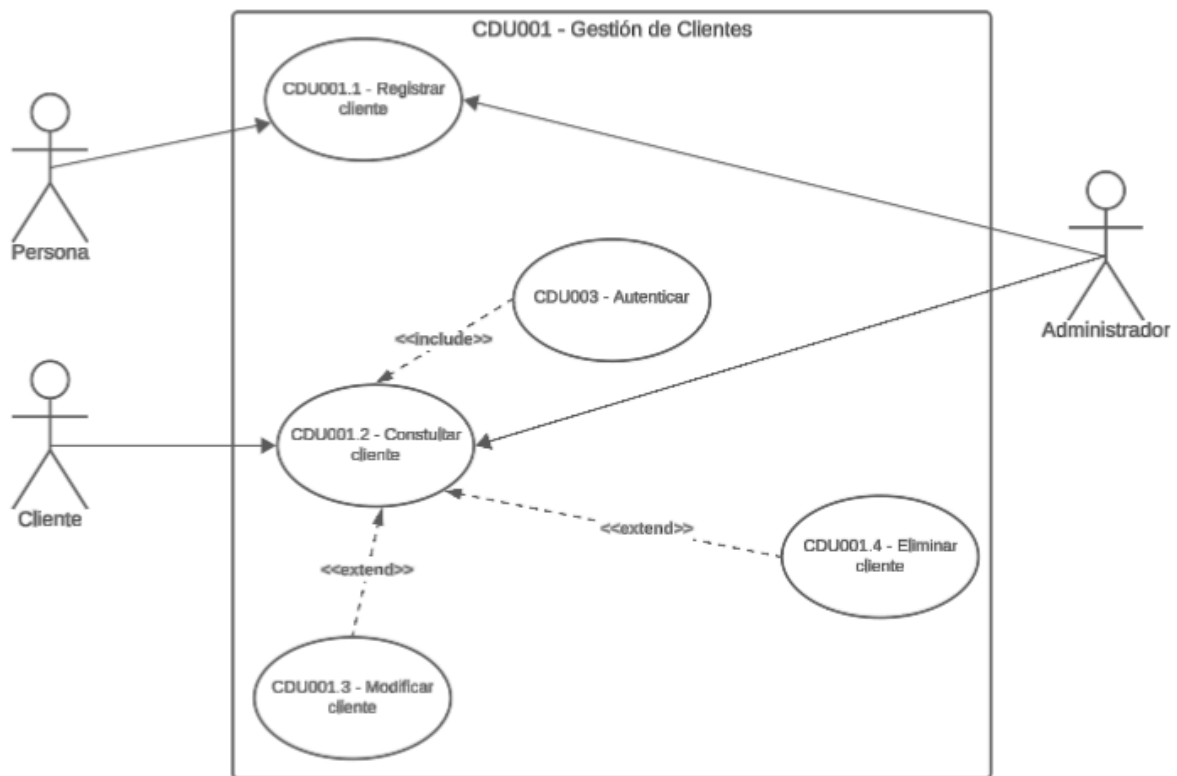 CDU001 - Gestión de Clientes
CDU001.1 - Registrar
cliente
Persona
CDU003 - Autenticar
Administrador
<<include>>
CDU001.2 - Constultar
cliente
Cliente
<<extend>>
CDU001.4 - Eliminar
cliente
<<extend>>
CDU001.3 - Modificar
cliente